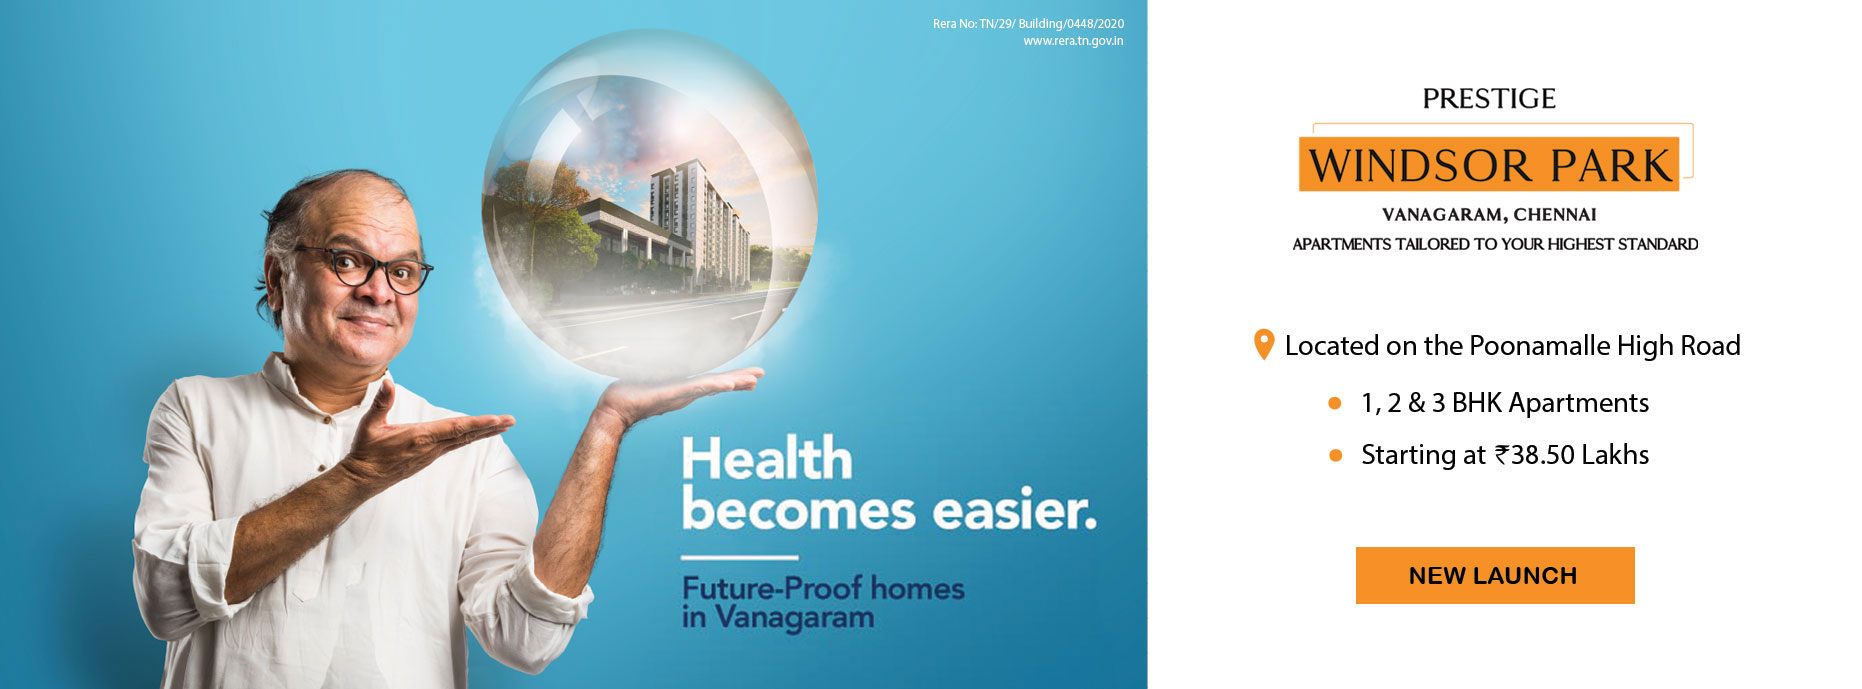 Rera No: TN/29/ Building/0448/2020
www.rera.tn.gov.in
Health
becomes easier.
Future-Proof homes
in Vanagaram
PRESTIGE
WINDSOR PARK
VANAGARAM, CHENNAI
APARTMENTS TAILORED TO YOUR HIGHEST STANDARD
Located on the Poonamalle High Road
• 1, 2 & 3 BHK Apartments
• Starting at ₹38.50 Lakhs
NEW LAUNCH